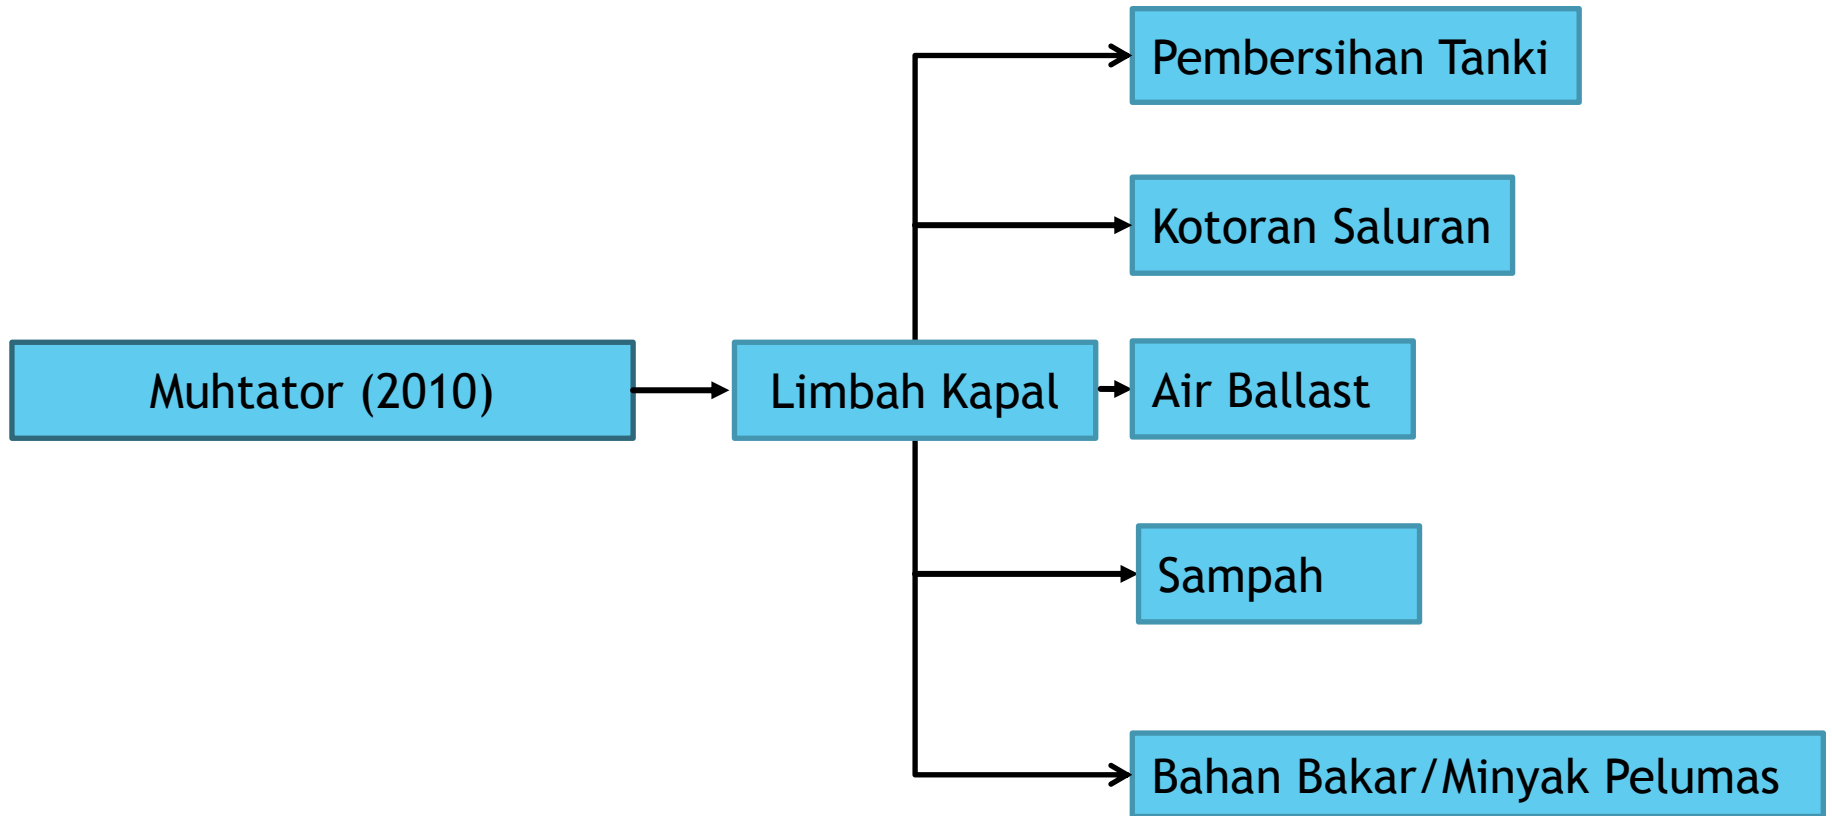 Pembersihan Tanki
Kotoran Saluran
Muhtator (2010)
Limbah Kapal
Air Ballast
Sampah
Bahan Bakar/Minyak Pelumas